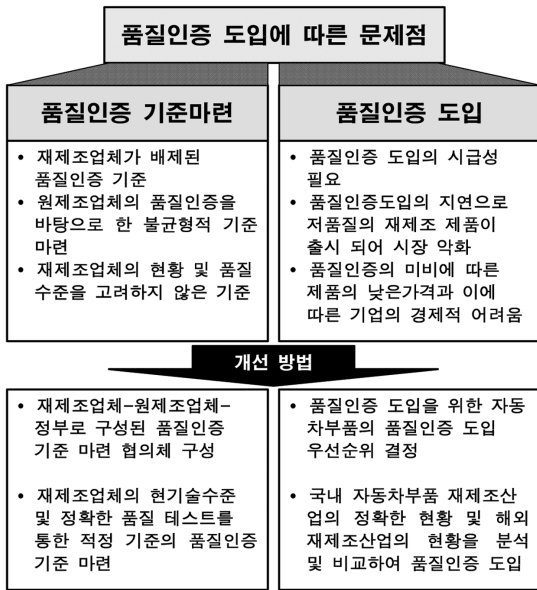 품질인증 도입에 따른 문제점
품질인증 기준마련
• 재제조업체가 배제된
품질인증 기준
• 원제조업체의 품질인증을
바탕으로 한 불균형적 기준
마련
• 재제조업체의 현황 및 품질
수준을 고려하지 않은 기준
품질인증 도입
• 품질인증 도입의 시급성
필요
• 품질인증도입의 지연으로
저품질의 재제조 제품이
출시 되어 시장 악화
• 품질인증의 미비에 따른
제품의 낮은가격과 이에
따른 기업의 경제적 어려움
개선 방법
• 재제조업체-원제조업체-
정부로 구성된 품질인증
기준 마련 협의체 구성
• 재제조업체의 현기술수준
및 정확한 품질 테스트를
통한 적정 기준의 품질인증
기준 마련
• 품질인증 도입을 위한 자동
차부품의 품질인증 도입
우선순위 결정
• 국내 자동차부품 재제조산
업의 정확한 현황 및 해외
재제조산업의 현황을 분석
및 비교하여 품질인증 도입